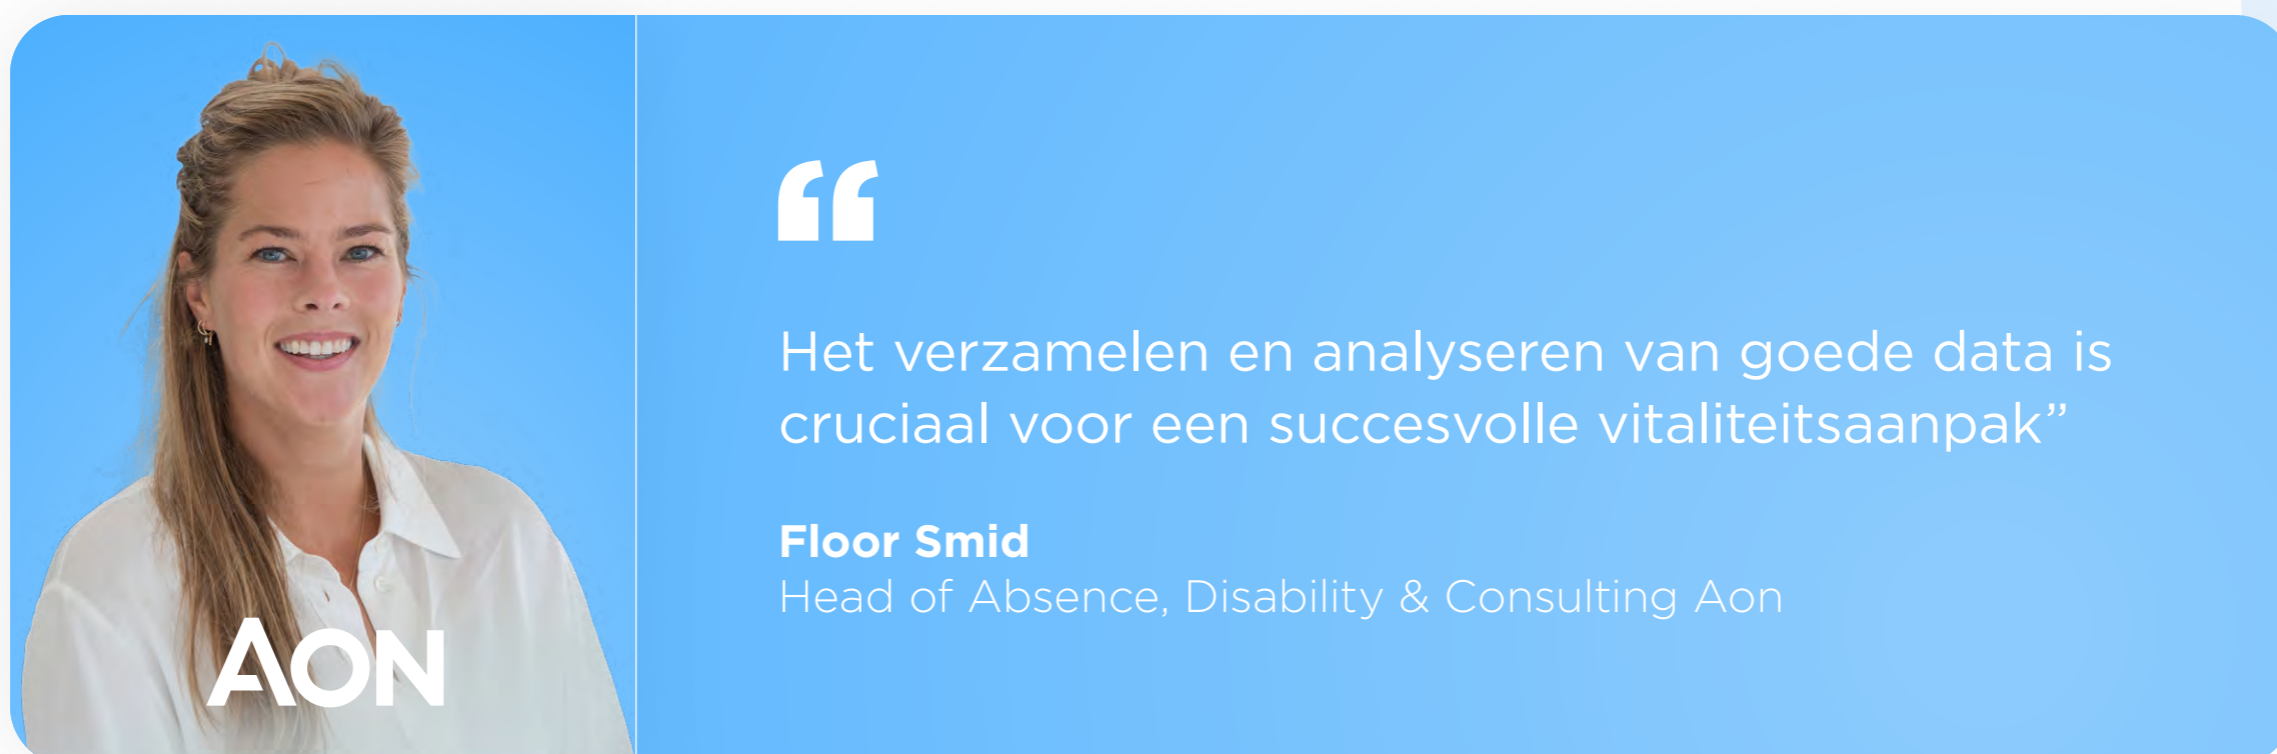 AON
“
Het verzamelen en analyseren van goede data is
cruciaal voor een succesvolle vitaliteitsaanpak”
Floor Smid
Head of Absence, Disability & Consulting Aon